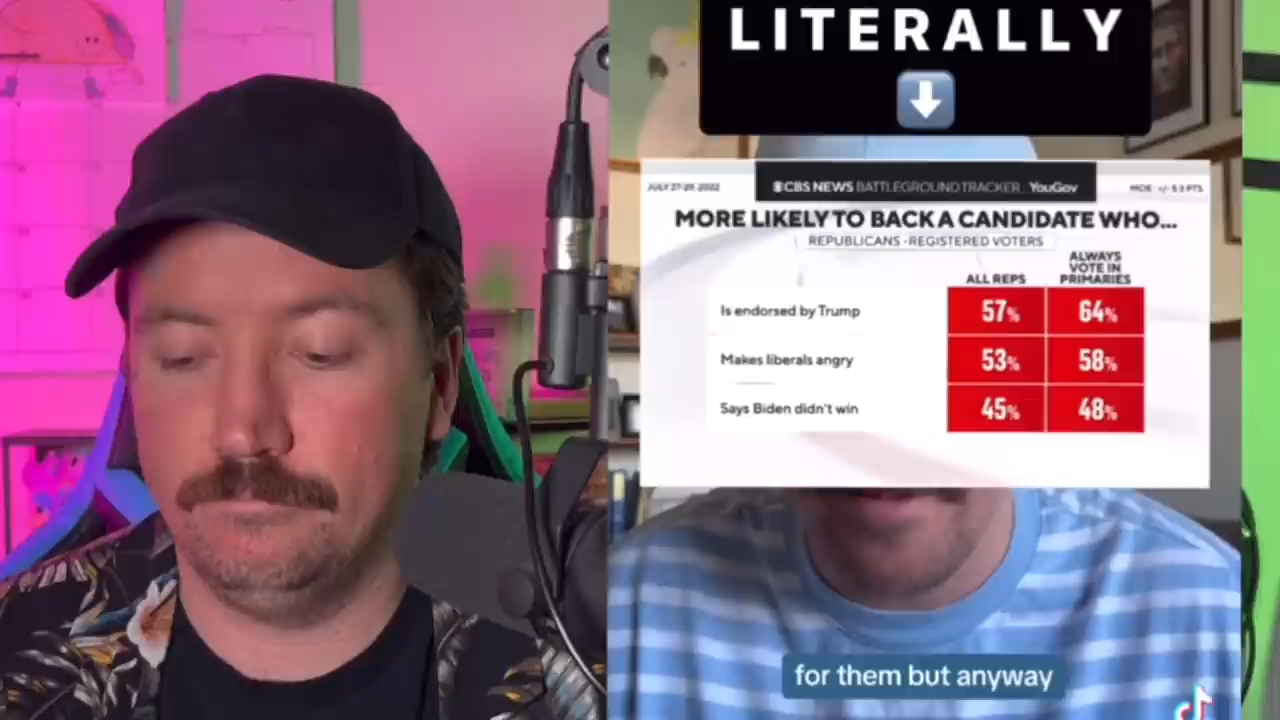 LITERALLY
JULY 27-29, 2022
CBS NEWS BATTLEGROUND TRACKER YouGov
MOE +/- 5.2 PTS
MORE LIKELY TO BACK A CANDIDATE WHO...
REPUBLICANS - REGISTERED VOTERS
ALL REPS
ALWAYS
VOTE IN
PRIMARIES
Is endorsed by Trump 57% 64%
Makes liberals angry 53% 58%
Says Biden didn't win 45% 48%
for them but anyway